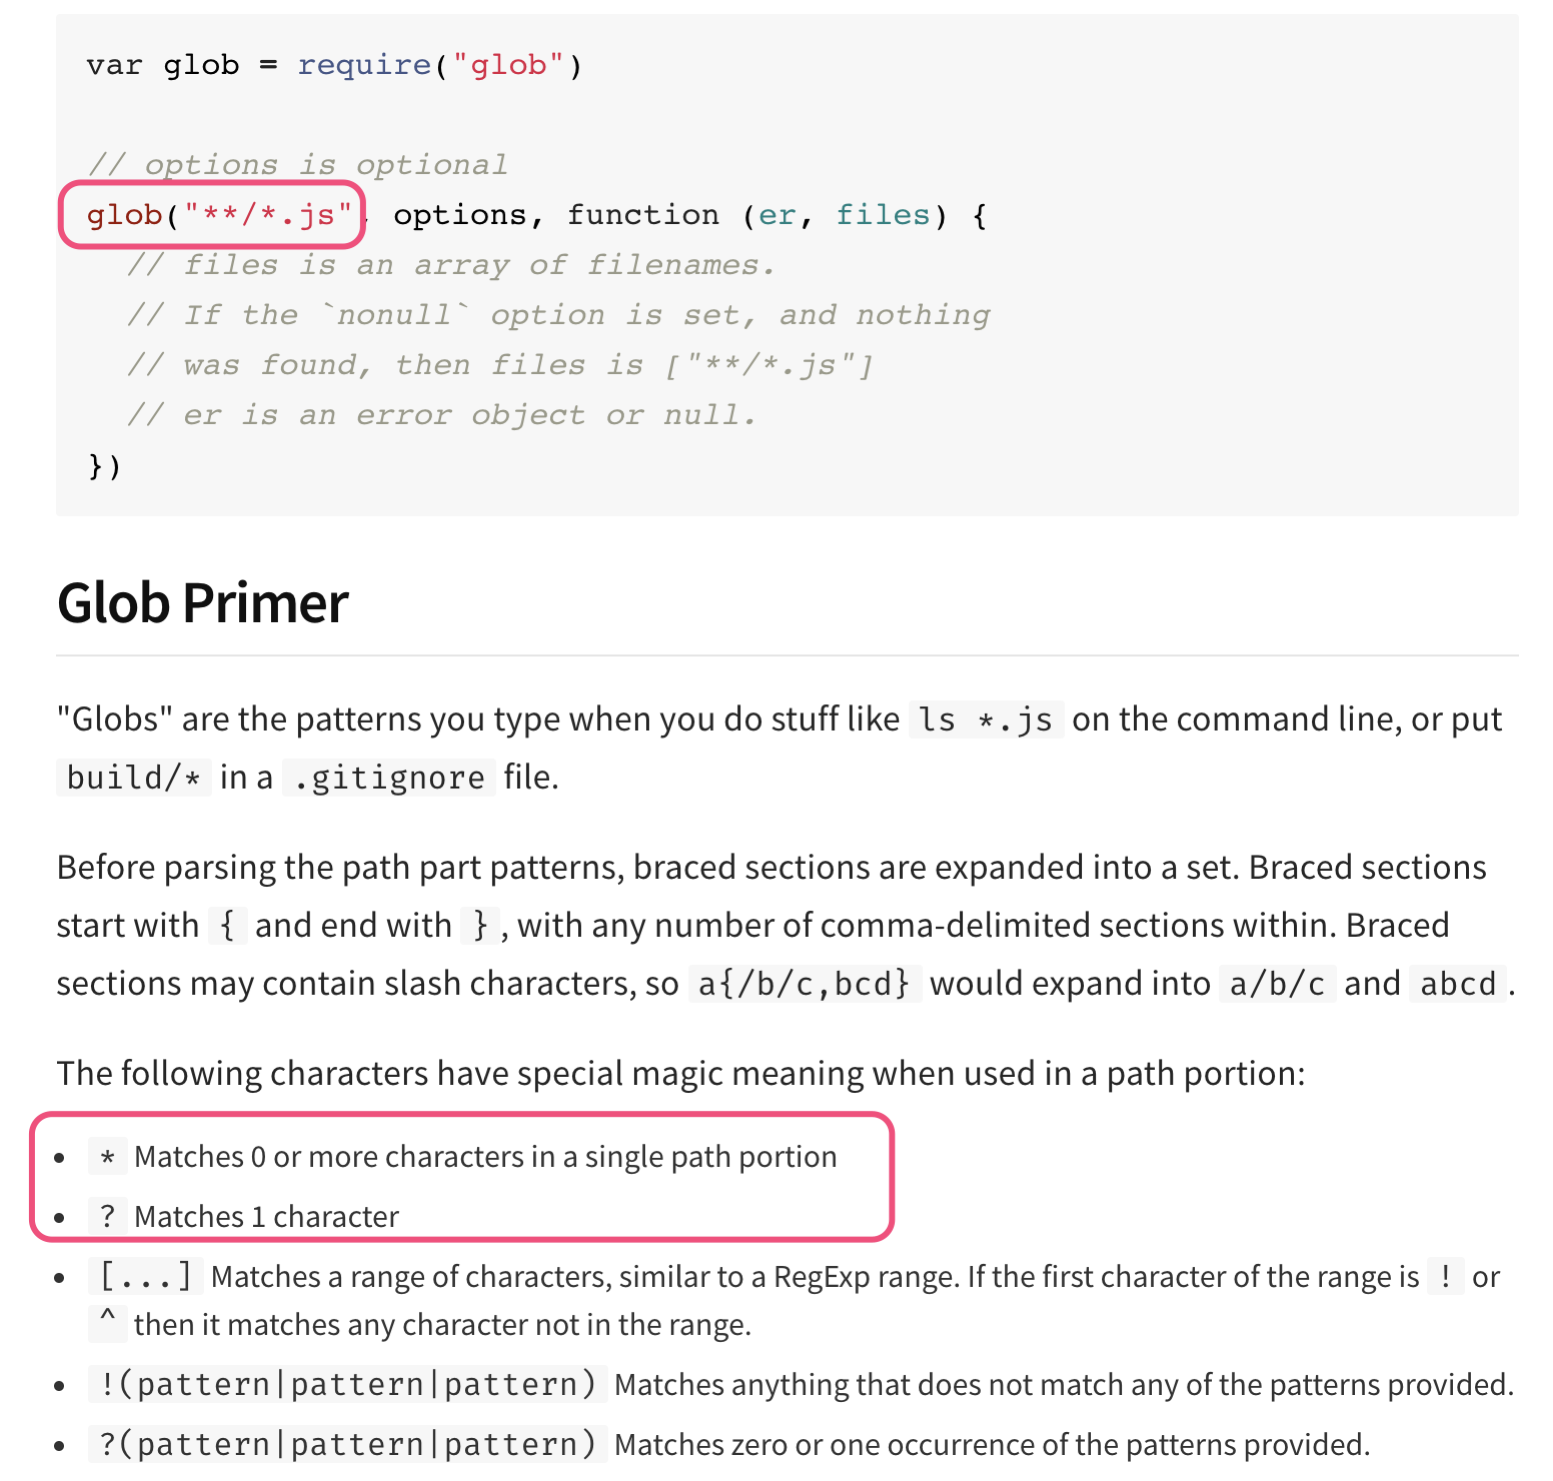 var glob = require("glob")
// options is optional
glob("**/*.js", options, function (er, files) {
// files is an array of filenames.
// If the `nonull` option is set, and nothing
// was found, then files is ["**/*.js"]
// er is an error object or null.
})
Glob Primer
"Globs" are the patterns you type when you do stuff like ls *.js on the command line, or put
build/* in a .gitignore file.
Before parsing the path part patterns, braced sections are expanded into a set. Braced sections
start with { and end with }, with any number of comma-delimited sections within. Braced
sections may contain slash characters, so a{/b/c,bcd} would expand into a/b/c and abcd.
The following characters have special magic meaning when used in a path portion:
• * Matches 0 or more characters in a single path portion
• ? Matches 1 character
• [...] Matches a range of characters, similar to a RegExp range. If the first character of the range is ! or
^ then it matches any character not in the range.
• !(pattern|pattern|pattern) Matches anything that does not match any of the patterns provided.
• ?(pattern|pattern|pattern) Matches zero or one occurrence of the patterns provided.